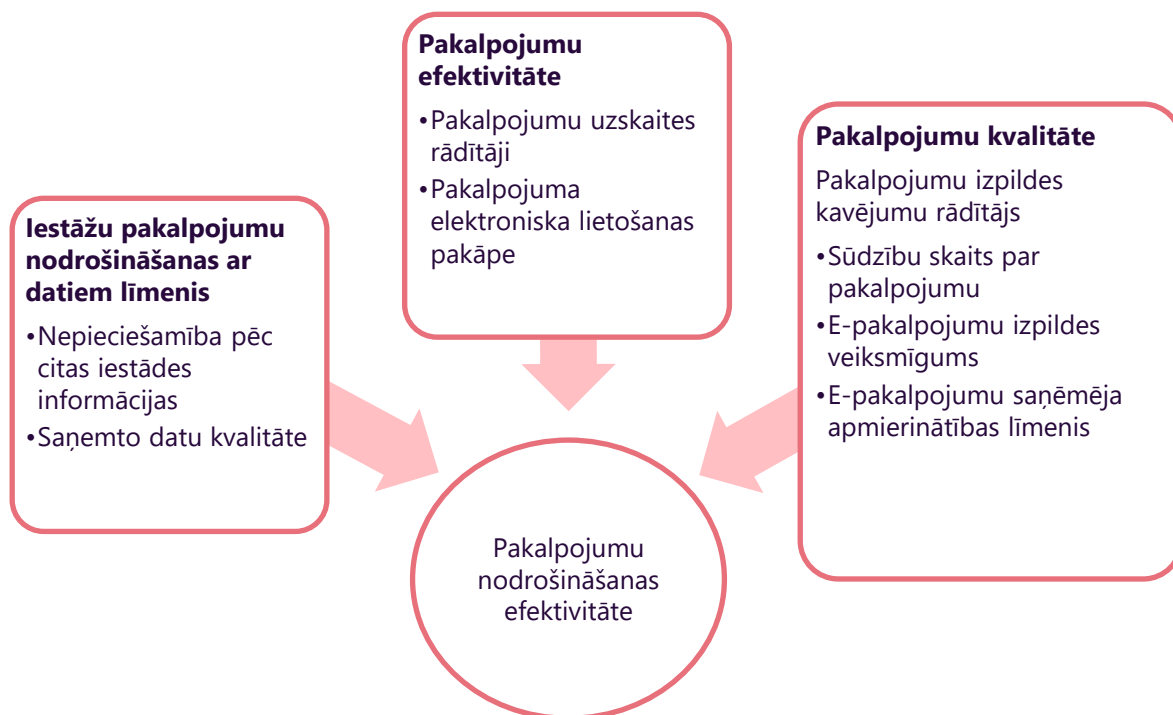 Pakalpojumu
efektivitāte
•Pakalpojumu uzskaites
rādītāji
•Pakalpojuma
elektroniska lietošanas
pakāpe
Pakalpojumu kvalitāte
Pakalpojumu izpildes
kavējumu rādītājs
•Sūdzību skaits par
pakalpojumu
•E-pakalpojumu izpildes
veiksmīgums
•E-pakalpojumu saņēmēja
apmierinātības līmenis
Iestāžu pakalpojumu
nodrošināšanas ar
datiem līmenis
•Nepieciešamība pēc
citas iestādes
informācijas
•Saņemto datu kvalitāte
Pakalpojumu
nodrošināšanas
efektivitāte